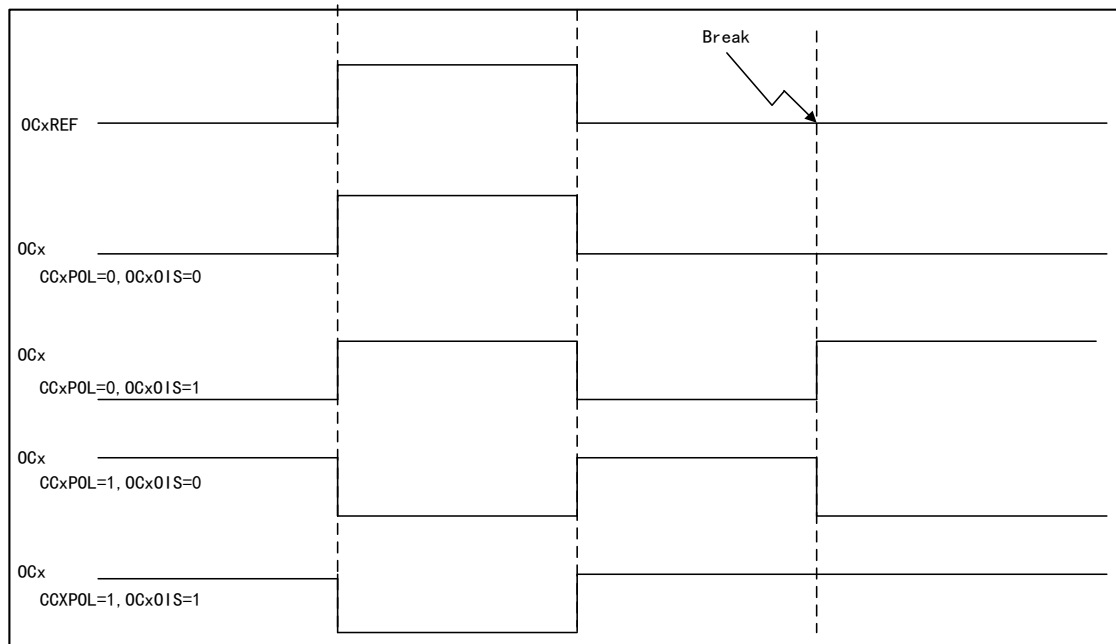 Break
OCxREF
OCx
CCxPOL=0,OCxOIS=0
OCx
CCxPOL=0,OCxOIS=1
OCx
CCxPOL=1,OCxOIS=0
OCx
CCXPOL=1,OCxOIS=1